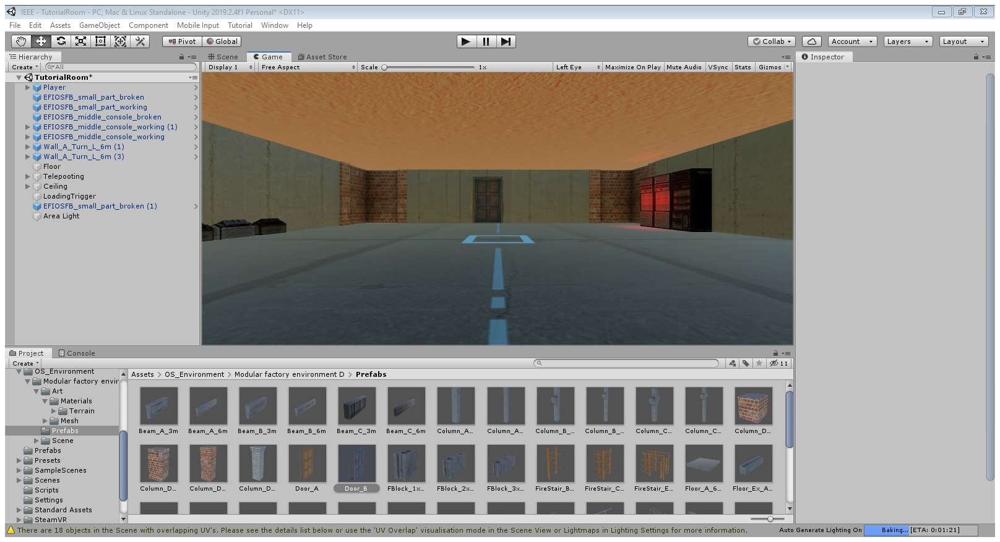 IEEE - TutorialRoom - PC, Mac & Linux Standalone - Unity 2019.2.4f1 Personal* <DX11>
File Edit Assets GameObject Component Mobile Input Tutorial Window Help
Pivot Global Collab Account Layers Layout
Hierarchy
Create All
TutorialRoom*
Player
EFIOSFB_small_part_broken
EFIOSFB_small_part_working
EFIOSFB_middle_console_broken
EFIOSFB_middle_console_working (1)
EFIOSFB_middle_console_working
Wall_A_Turn_L_6m (1)
Wall_A_Turn_L_6m (3)
Floor
Telepooting
Ceiling
LoadingTrigger
EFIOSFB_small_part_broken (1)
Area Light
Scene Game Asset Store
Display 1 Free Aspect Scale 1x Left Eye Maximize On Play Mute Audio VSync Stats Gizmos
Inspector
Project Console
Create
11
OS_Environment
Modular factory envir
Art
Materials
Terrain
Mesh
Prefabs
Scene
Prefabs
Presets
SampleScenes
Scenes
Scripts
Settings
Standard Assets
SteamVR
Assets > OS_Environment > Modular factory environment D > Prefabs
Beam_A_3m Beam_A_6m Beam_B_3m Beam_B_6m Beam_C_3m Beam_C_6m Column_A... Column_A... Column_B_... Column_B_... Column_C... Column_C... Column_D...
Column_D... Column_D... Column_D... Door_A Door_B FBlock_1x... FBlock_2x... FBlock_3x... FireStair_B... FireStair_C... FireStair_E... Floor_A_6... Floor_Ex_A...
There are 18 objects in the Scene with overlapping UV's. Please see the details list below or use the 'UV Overlap' visualisation mode in the Scene View or Lightmaps in Lighting Settings for more information.
Auto Generate Lighting On Baking... [ETA: 0:01:21]